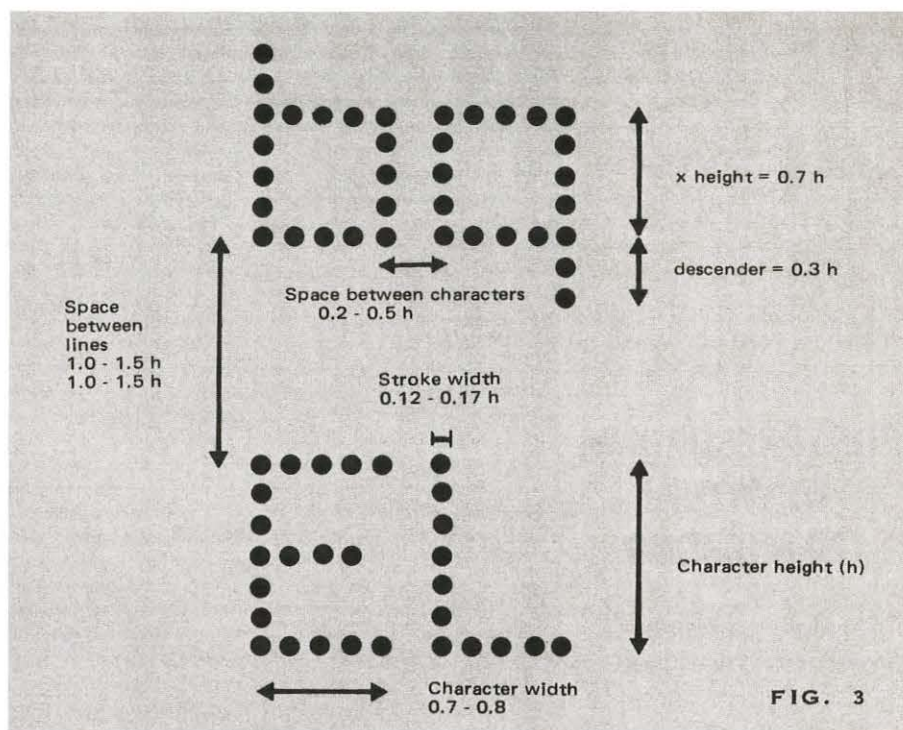 bq
x height = 0.7 h
descender = 0.3 h
Space between characters
0.2 - 0.5 h
Space
between
lines
1.0 - 1.5 h
1.0 - 1.5 h
Stroke width
0.12 - 0.17 h
EL
Character height (h)
Character width
0.7 - 0.8
FIG. 3